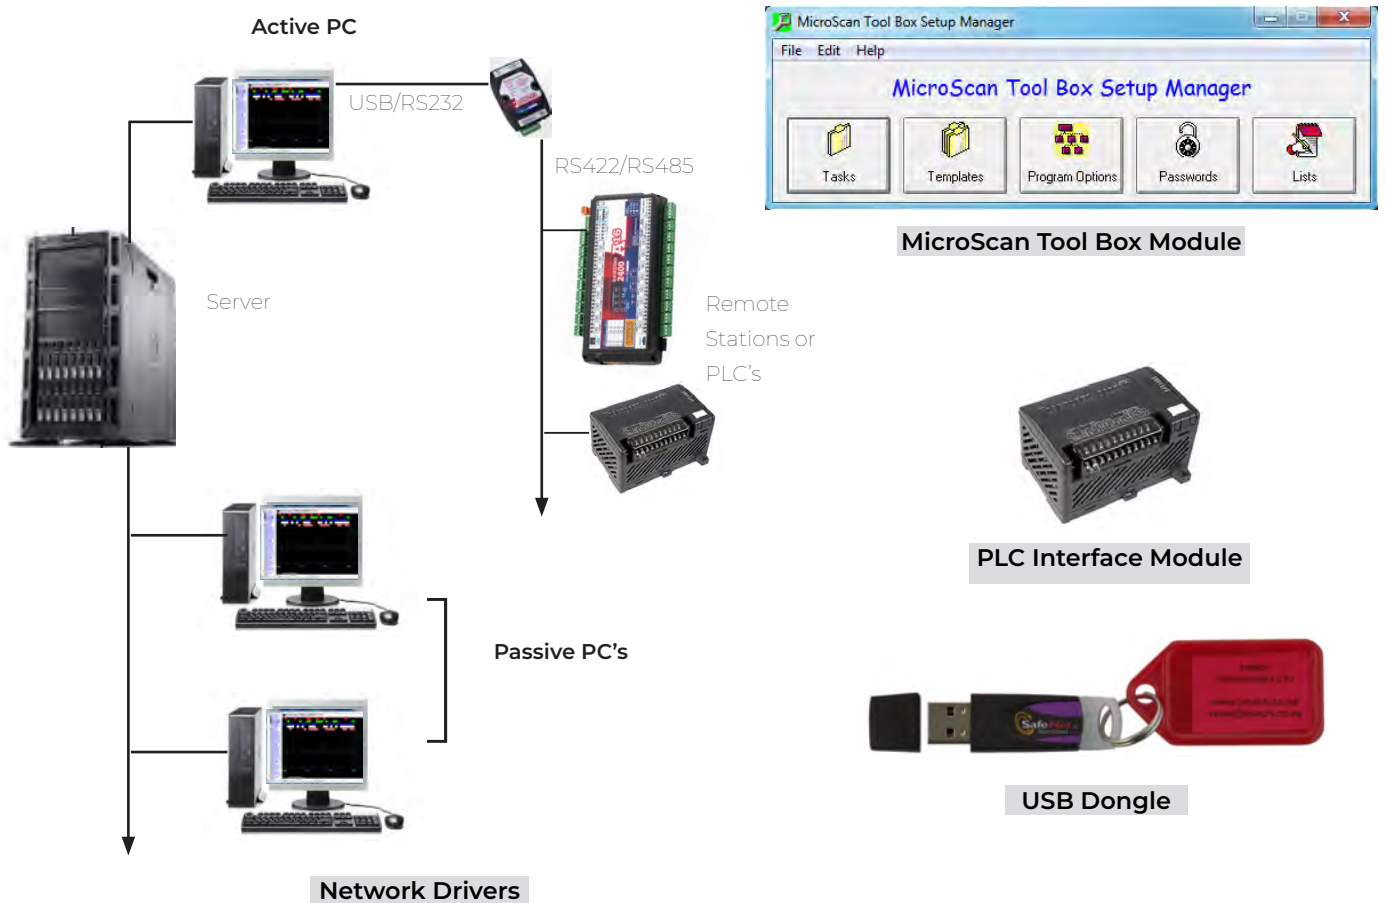 Active PC
USB/RS232
RS422/RS485
Server
Remote
Stations or
PLC's
Passive PC's
Network Drivers
MicroScan Tool Box Setup Manager
File Edit Help
MicroScan Tool Box Setup Manager
Tasks
Templates
Program Options
Passwords
Lists
MicroScan Tool Box Module
PLC Interface Module
SafeNet
USB Dongle
2400